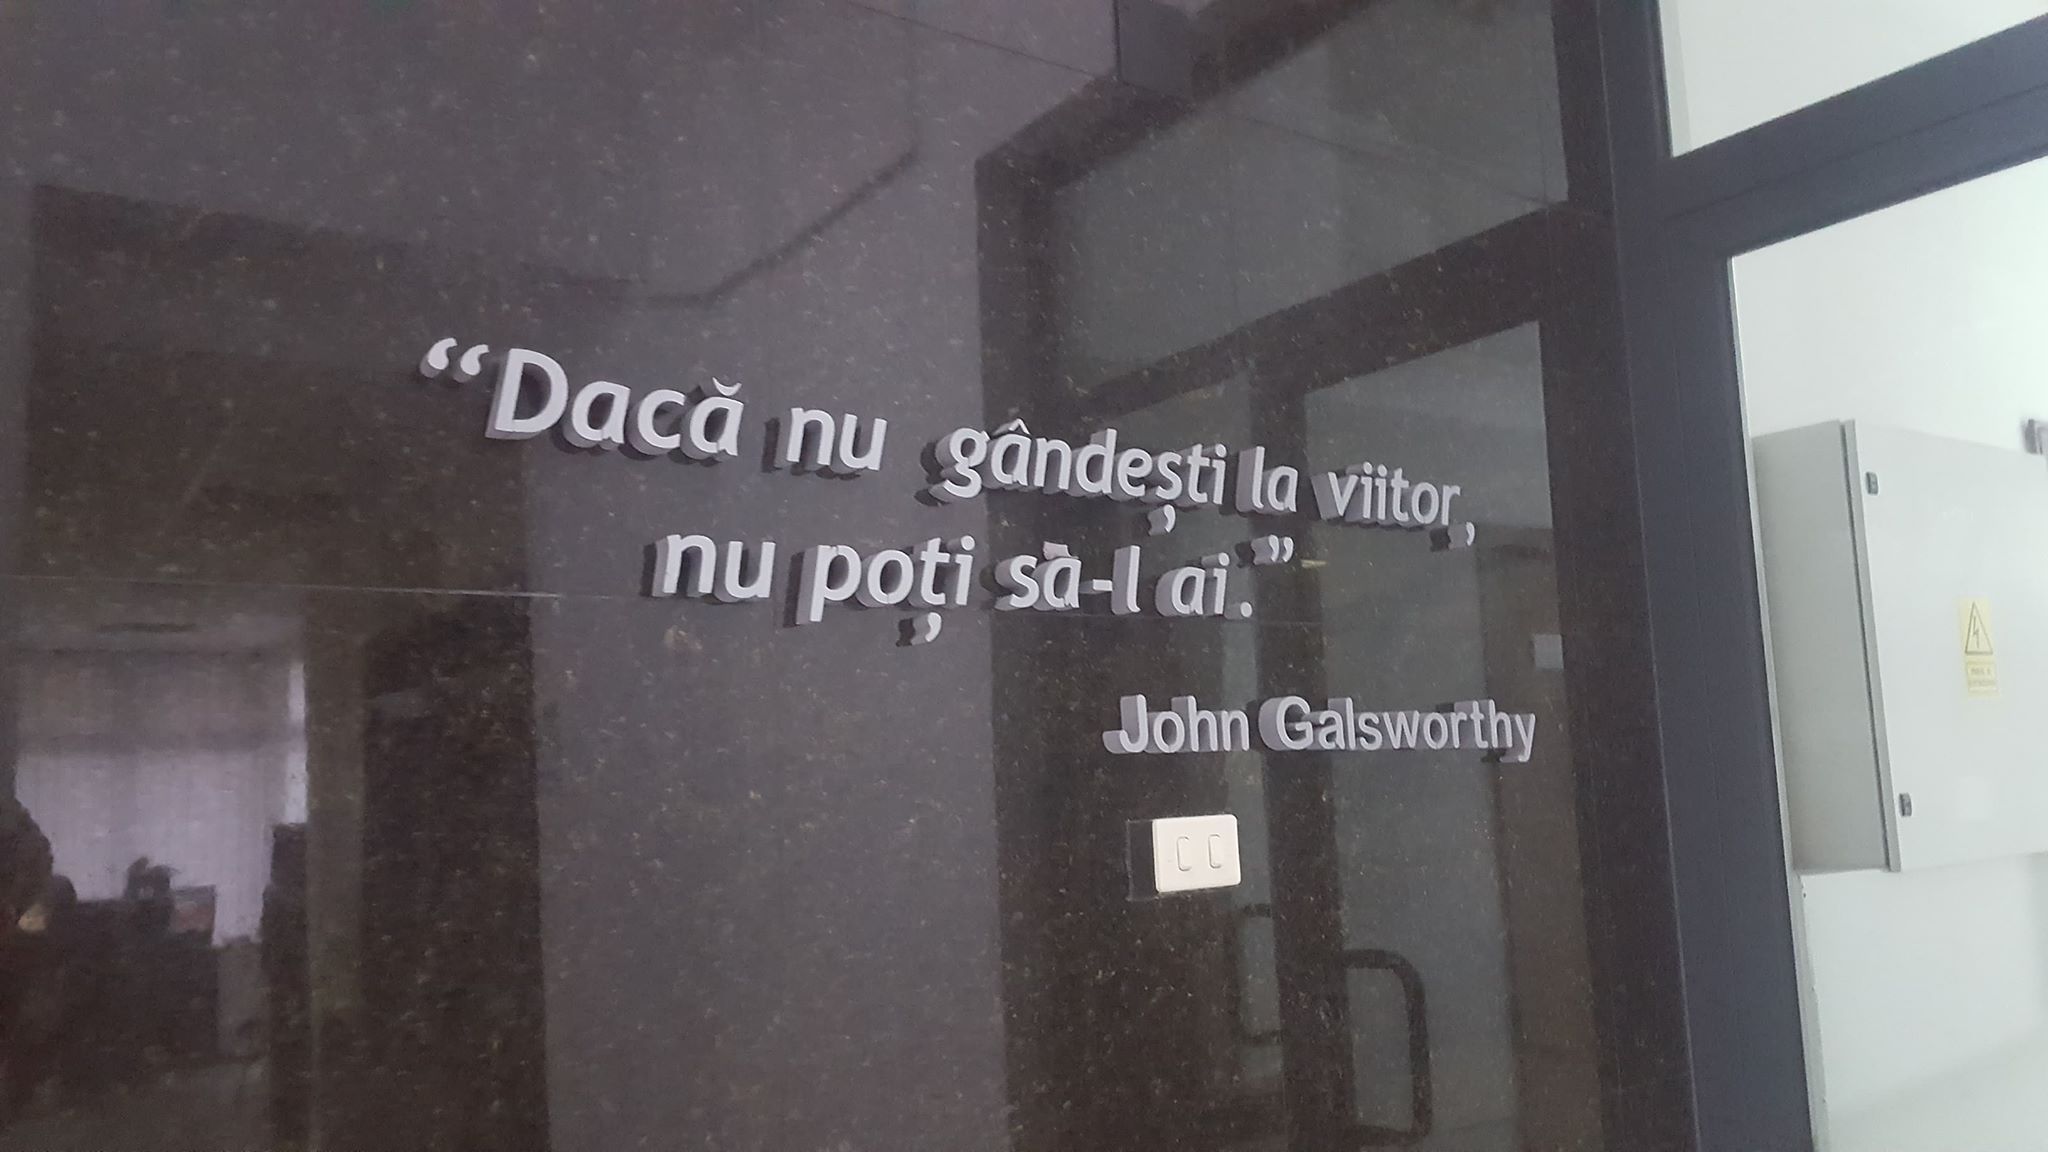 “Dacă nu gândești la viitor,
nu poți să-l ai.”
John Galsworthy